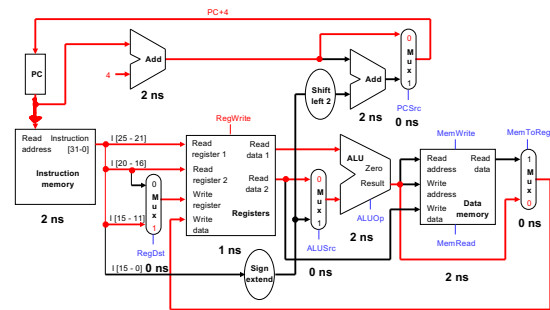 PC+4
PC
4
Add
2 ns
Shift
left 2
Add
2 ns
0
M
u
x
1
PCSrc
0 ns
Read
address
Instruction
[31-0]
Instruction
memory
2 ns
I [25 - 21]
I [20 - 16]
I [15 - 11]
I [15 - 0]
0
M
u
x
1
RegDst
0 ns
RegWrite
Read
register 1
Read
register 2
Write
register
Write
data
Read
data 1
Read
data 2
Registers
1 ns
Sign
extend
0
M
u
x
1
ALUSrc
0 ns
ALU
Zero
Result
ALUOp
2 ns
MemWrite
Read
address
Write
address
Write
data
Read
data
Data
memory
MemRead
2 ns
MemToReg
1
M
u
x
0
0 ns